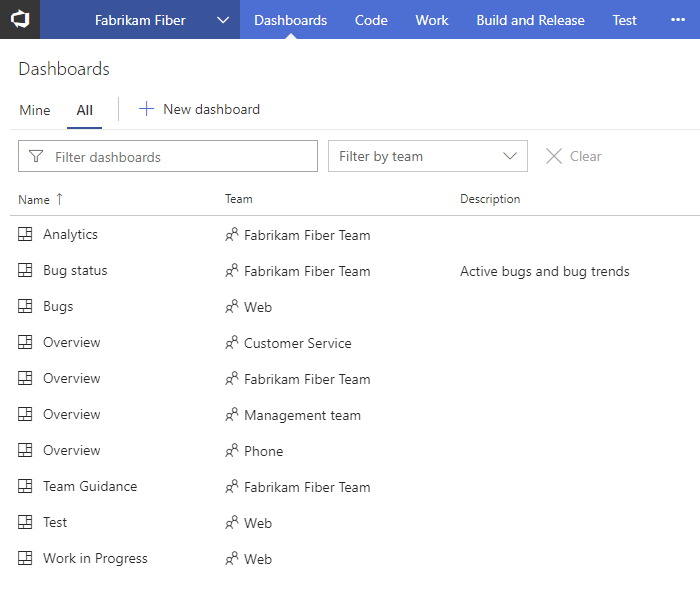 Fabrikam Fiber Dashboards Code Work Build and Release Test ...
Dashboards
Mine All New dashboard
Filter dashboards Filter by team Clear
Name Team Description
Analytics Fabrikam Fiber Team
Bug status Fabrikam Fiber Team Active bugs and bug trends
Bugs Web
Overview Customer Service
Overview Fabrikam Fiber Team
Overview Management team
Overview Phone
Team Guidance Fabrikam Fiber Team
Test Web
Work in Progress Web